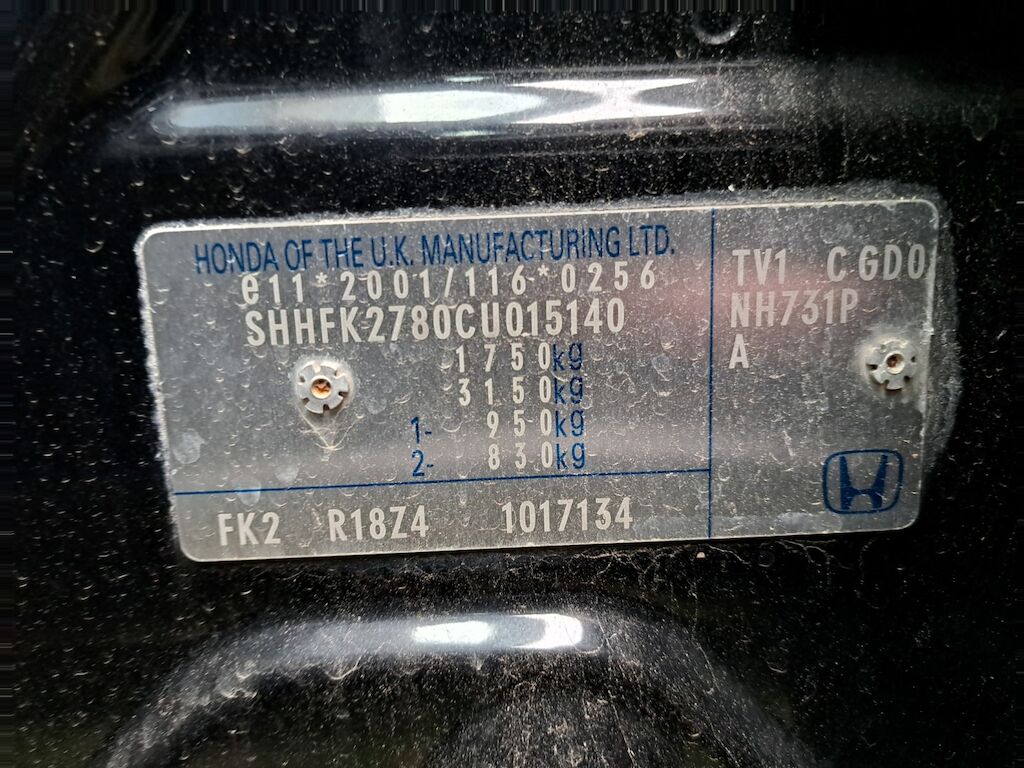 HONDA OF THE U.K. MANUFACTURING LTD.
e11*2001/116*0256
SHHFK2780CU015140
1750kg
3150kg
1- 950kg
2- 830kg
FK2 R18Z4 1017134
TV1 C GD0
NH731P
A